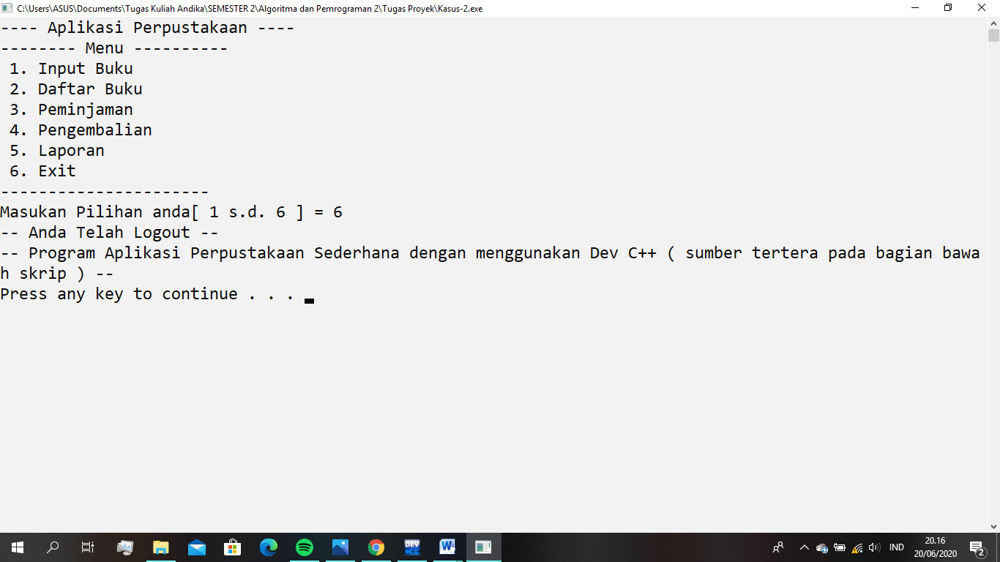 C:\Users\ASUS\Documents\Tugas Kuliah Andika\SEMESTER 2\Algoritma dan Pemrograman 2\Tugas Proyek\Kasus-2.exe
---- Aplikasi Perpustakaan ----
-------- Menu ----------
1. Input Buku
2. Daftar Buku
3. Peminjaman
4. Pengembalian
5. Laporan
6. Exit
----------------------
Masukan Pilihan anda[ 1 s.d. 6 ] = 6
-- Anda Telah Logout --
-- Program Aplikasi Perpustakaan Sederhana dengan menggunakan Dev C++ ( sumber tertera pada bagian bawa
h skrip ) --
Press any key to continue . . .
DEV
W
IND
20.16
20/06/2020
2